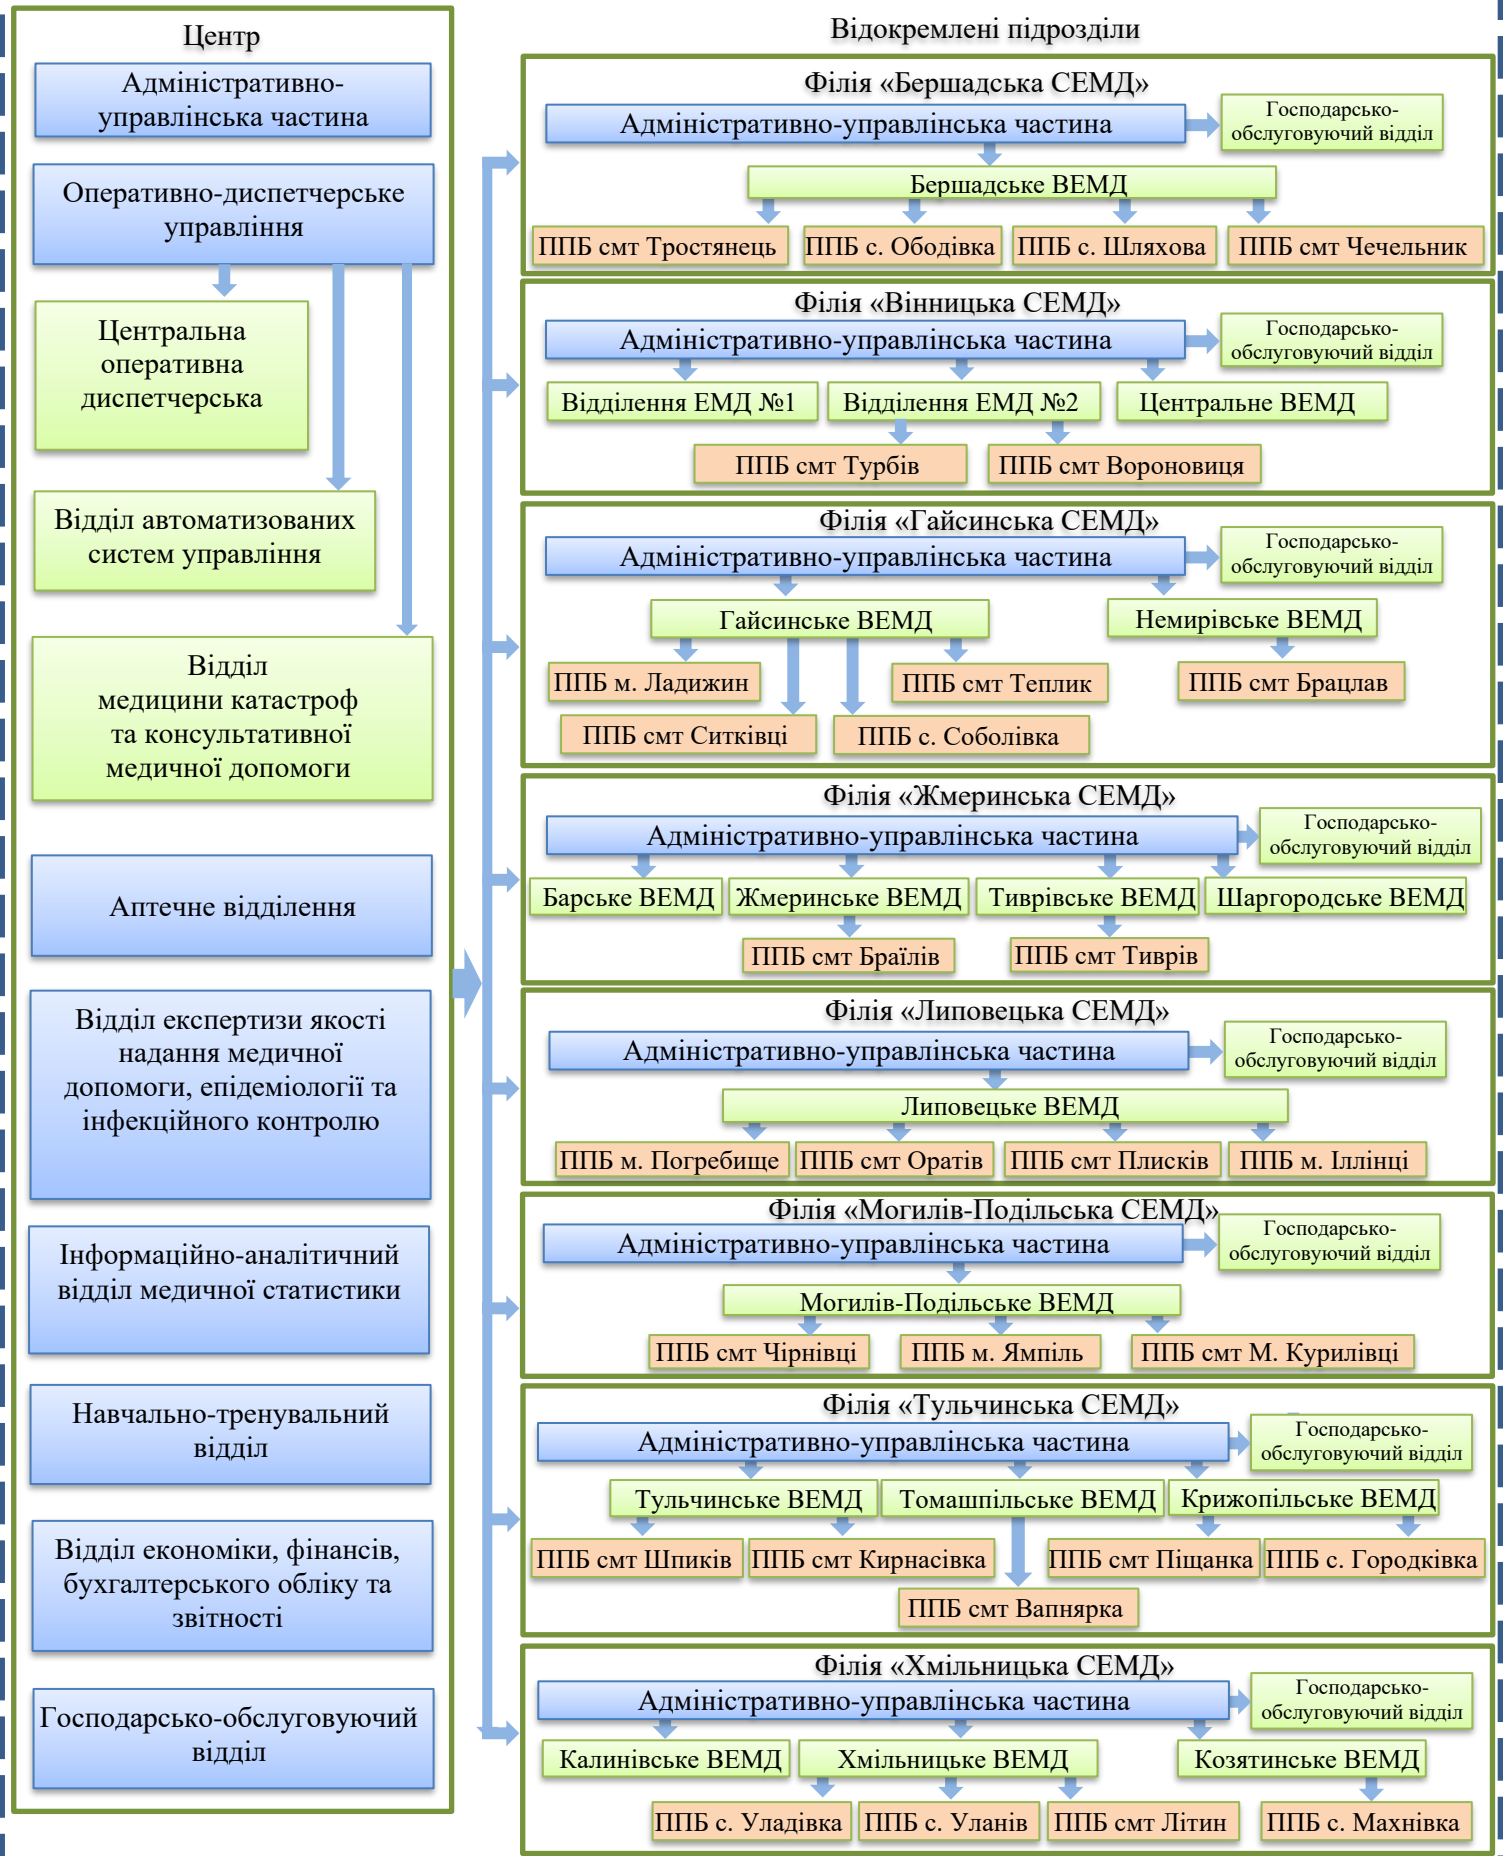 Центр
Адміністративно-
управлінська частина
Оперативно-диспетчерське
управління
Центральна
оперативна
диспетчерська
Відділ автоматизованих
систем управління
Відділ
медицини катастроф
та консультативної
медичної допомоги
Аптечне відділення
Відділ експертизи якості
надання медичної
допомоги, епідеміології та
інфекційного контролю
Інформаційно-аналітичний
відділ медичної статистики
Навчально-тренувальний
відділ
Відділ економіки, фінансів,
бухгалтерського обліку та
звітності
Господарсько-обслуговуючий
відділ
Відокремлені підрозділи
Філія «Бершадська СЕМД»
Адміністративно-управлінська частина
Господарсько-
обслуговуючий відділ
Бершадське ВЕМД
ППБ смт Тростянець
ППБ с. Ободівка
ППБ с. Шляхова
ППБ смт Чечельник
Філія «Вінницька СЕМД»
Адміністративно-управлінська частина
Господарсько-
обслуговуючий відділ
Відділення ЕМД №1
Відділення ЕМД №2
Центральне ВЕМД
ППБ смт Турбів
ППБ смт Вороновиця
Філія «Гайсинська СЕМД»
Адміністративно-управлінська частина
Господарсько-
обслуговуючий відділ
Гайсинське ВЕМД
Немирівське ВЕМД
ППБ м. Ладижин
ППБ смт Теплик
ППБ смт Брацлав
ППБ смт Ситківці
ППБ с. Соболівка
Філія «Жмеринська СЕМД»
Адміністративно-управлінська частина
Господарсько-
обслуговуючий відділ
Барське ВЕМД
Жмеринське ВЕМД
Тиврівське ВЕМД
Шаргородське ВЕМД
ППБ смт Браїлів
ППБ смт Тиврів
Філія «Липовецька СЕМД»
Адміністративно-управлінська частина
Господарсько-
обслуговуючий відділ
Липовецьке ВЕМД
ППБ м. Погребище
ППБ смт Оратів
ППБ смт Плисків
ППБ м. Іллінці
Філія «Могилів-Подільська СЕМД»
Адміністративно-управлінська частина
Господарсько-
обслуговуючий відділ
Могилів-Подільське ВЕМД
ППБ смт Чірнівці
ППБ м. Ямпіль
ППБ смт М. Курилівці
Філія «Тульчинська СЕМД»
Адміністративно-управлінська частина
Господарсько-
обслуговуючий відділ
Тульчинське ВЕМД
Томашпільське ВЕМД
Крижопільське ВЕМД
ППБ смт Шпиків
ППБ смт Кирнасівка
ППБ смт Піщанка
ППБ с. Городківка
ППБ смт Вапнярка
Філія «Хмільницька СЕМД»
Адміністративно-управлінська частина
Господарсько-
обслуговуючий відділ
Калинівське ВЕМД
Хмільницьке ВЕМД
Козятинське ВЕМД
ППБ с. Уладівка
ППБ с. Уланів
ППБ смт Літин
ППБ с. Махнівка